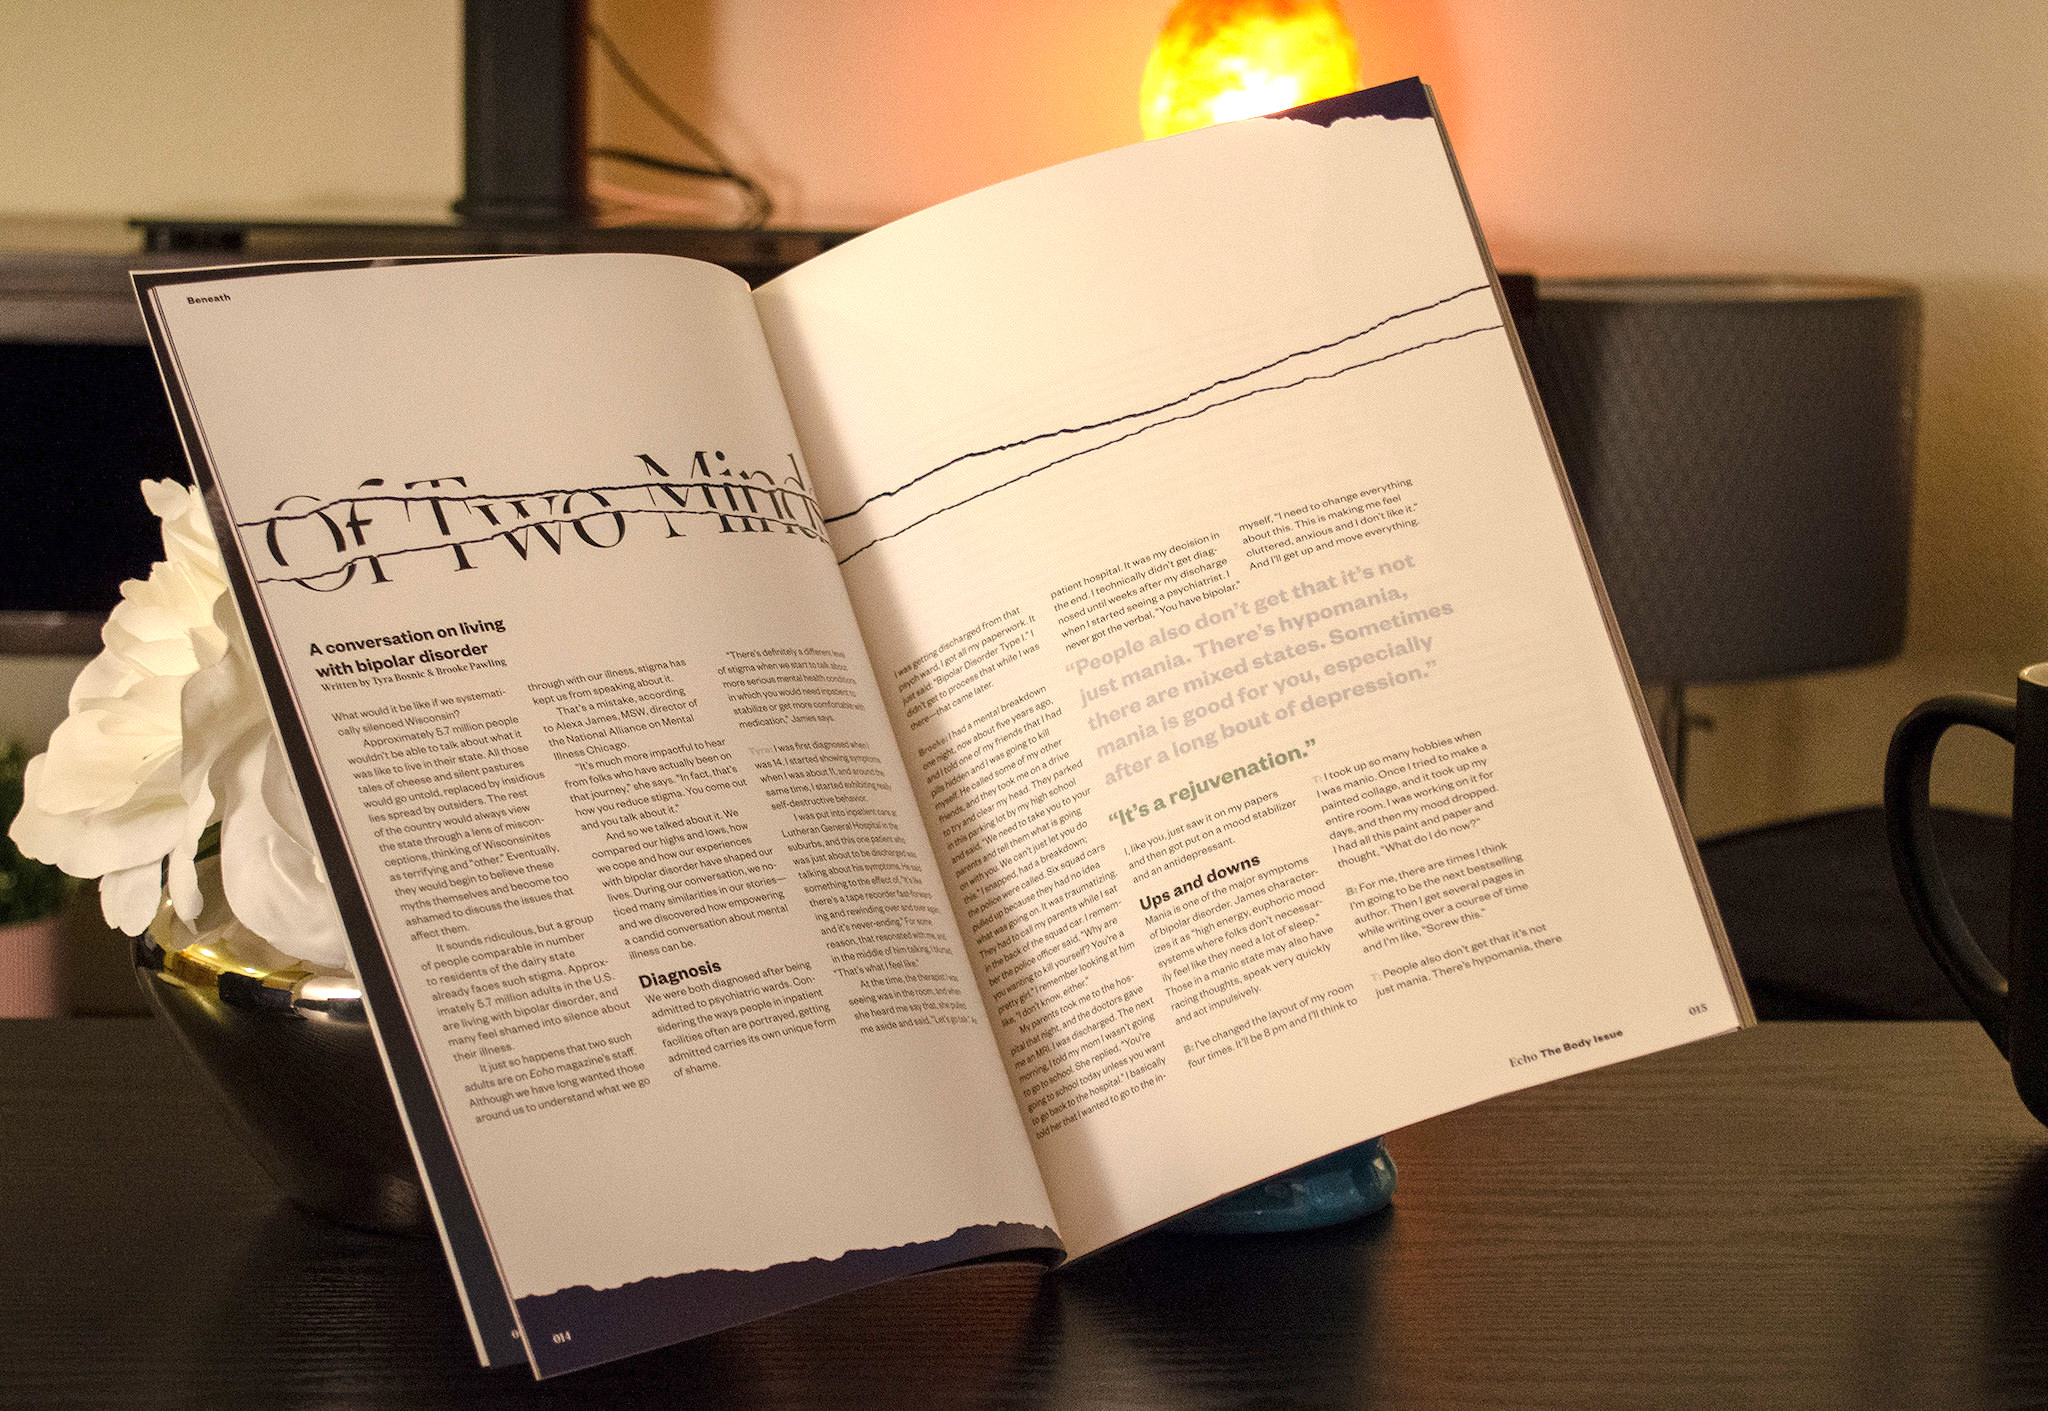 Beneath
Of Two Minds
A conversation on living
with bipolar disorder
Written by Tyra Bosnic & Brooke Pawling
What would it be like if we systemati-
cally silenced Wisconsin?
Approximately 5.7 million people
wouldn't be able to talk about what it
was like to live in their state. All those
tales of cheese and silent pastures
would go untold, replaced by insidious
lies spread by outsiders. The rest
of the country would always view
the state through a lens of miscon-
ceptions, thinking of Wisconsinites
as terrifying and "other." Eventually,
they would begin to believe these
myths themselves and become too
ashamed to discuss the issues that
affect them.
It sounds ridiculous, but a group
of people comparable in number
to residents of the dairy state
already faces such stigma. Approx-
imately 5.7 million adults in the U.S.
are living with bipolar disorder, and
many feel shamed into silence about
their illness.
It just so happens that two such
adults are on Echo magazine's staff.
Although we have long wanted those
around us to understand what we go
through with our illness, stigma has
kept us from speaking about it.
That's a mistake, according
to Alexa James, MSW, director of
the National Alliance on Mental
Illness Chicago.
"It's much more impactful to hear
from folks who have actually been on
that journey," she says. "In fact, that's
how you reduce stigma. You come out
and you talk about it."
And so we talked about it. We
compared our highs and lows, how
we cope and how our experiences
with bipolar disorder have shaped our
lives. During our conversation, we no-
ticed many similarities in our stories—
and we discovered how empowering
a candid conversation about mental
illness can be.
Diagnosis
We were both diagnosed after being
admitted to psychiatric wards. Con-
sidering the ways people in inpatient
facilities often are portrayed, getting
admitted carries its own unique form
of shame.
"There's definitely a different level
of stigma when we start to talk about
more serious mental health conditions
in which you would need inpatient to
stabilize or get more comfortable with
medication," James says.
Tyra: I was first diagnosed when I
was 14. I started showing symptoms
when I was about 11, and around the
same time, I started exhibiting really
self-destructive behavior.
I was put into inpatient care at
Lutheran General Hospital in the
suburbs, and this one patient who
was just about to be discharged was
talking about his symptoms. He said
something to the effect of, "It's like
there's a tape recorder fast-forward-
ing and rewinding over and over again,
and it's never-ending." For some
reason, that resonated with me, and
in the middle of him talking, I blurted,
"That's what I feel like."
At the time, the therapist I was
seeing was in the room, and when
she heard me say that, she pulled
me aside and said, "Let's go talk." As
014
I was getting discharged from that
psych ward, I got all my paperwork. It
just said: "Bipolar Disorder Type I." I
didn't get to process that while I was
there—that came later.
Brooke: I had a mental breakdown
one night, now about five years ago,
and I told one of my friends that I had
pills hidden and I was going to kill
myself. He called some of my other
friends, and they took me on a drive
to try and clear my head. They parked
in this parking lot by my high school
and said, "We need to take you to your
parents and tell them what is going
on with you. We can't just let you do
this." I snapped, had a breakdown;
the police were called. Six squad cars
pulled up because they had no idea
what was going on. It was traumatizing.
They had to call my parents while I sat
in the back of the squad car. I remem-
ber the police officer said, "Why are
you wanting to kill yourself? You're a
pretty girl." I remember looking at him
like, "I don't know, either."
My parents took me to the hos-
pital that night, and the doctors gave
me an MRI. I was discharged. The next
morning, I told my mom I wasn't going
to go to school. She replied, "You're
going to school today unless you want
to go back to the hospital." I basically
told her that I wanted to go to the in-
patient hospital. It was my decision in
the end. I technically didn't get diag-
nosed until weeks after my discharge
when I started seeing a psychiatrist. I
never got the verbal, "You have bipolar."
myself, "I need to change everything
about this. This is making me feel
cluttered, anxious and I don't like it."
And I'll get up and move everything.
"People also don't get that it's not
just mania. There's hypomania,
there are mixed states. Sometimes
mania is good for you, especially
after a long bout of depression."
"It's a rejuvenation."
I, like you, just saw it on my papers
and then got put on a mood stabilizer
and an antidepressant.
Ups and downs
Mania is one of the major symptoms
of bipolar disorder. James character-
izes it as "high energy, euphoric mood
systems where folks don't necessar-
ily feel like they need a lot of sleep."
Those in a manic state may also have
racing thoughts, speak very quickly
and act impulsively.
B: I've changed the layout of my room
four times. It'll be 8 pm and I'll think to
T: I took up so many hobbies when
I was manic. Once I tried to make a
painted collage, and it took up my
entire room. I was working on it for
days, and then my mood dropped.
I had all this paint and paper and
thought, "What do I do now?"
B: For me, there are times I think
I'm going to be the next bestselling
author. Then I get several pages in
while writing over a course of time
and I'm like, "Screw this."
T: People also don't get that it's not
just mania. There's hypomania, there
Echo The Body Issue
015